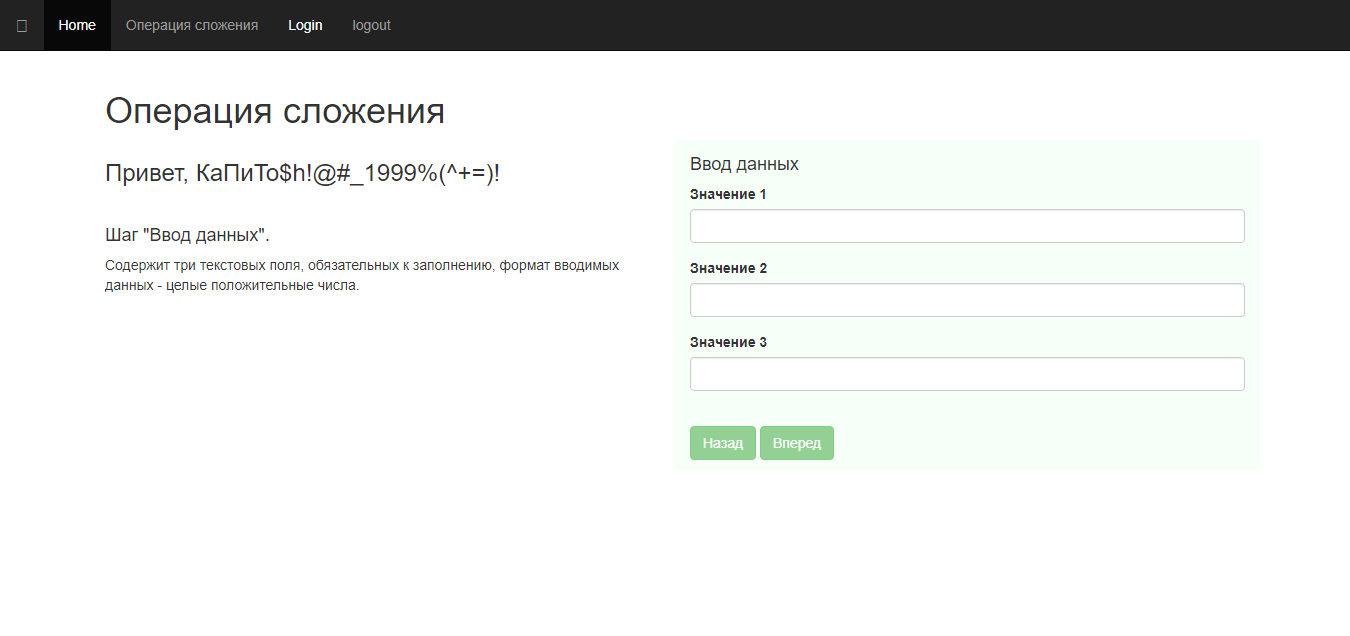 Home Операция сложения Login logout
Операция сложения
Привет, КаПиТо$h!@#_1999%(^+=)!
Шаг "Ввод данных".
Содержит три текстовых поля, обязательных к заполнению, формат вводимых
данных - целые положительные числа.
Ввод данных
Значение 1
Значение 2
Значение 3
Назад Вперед